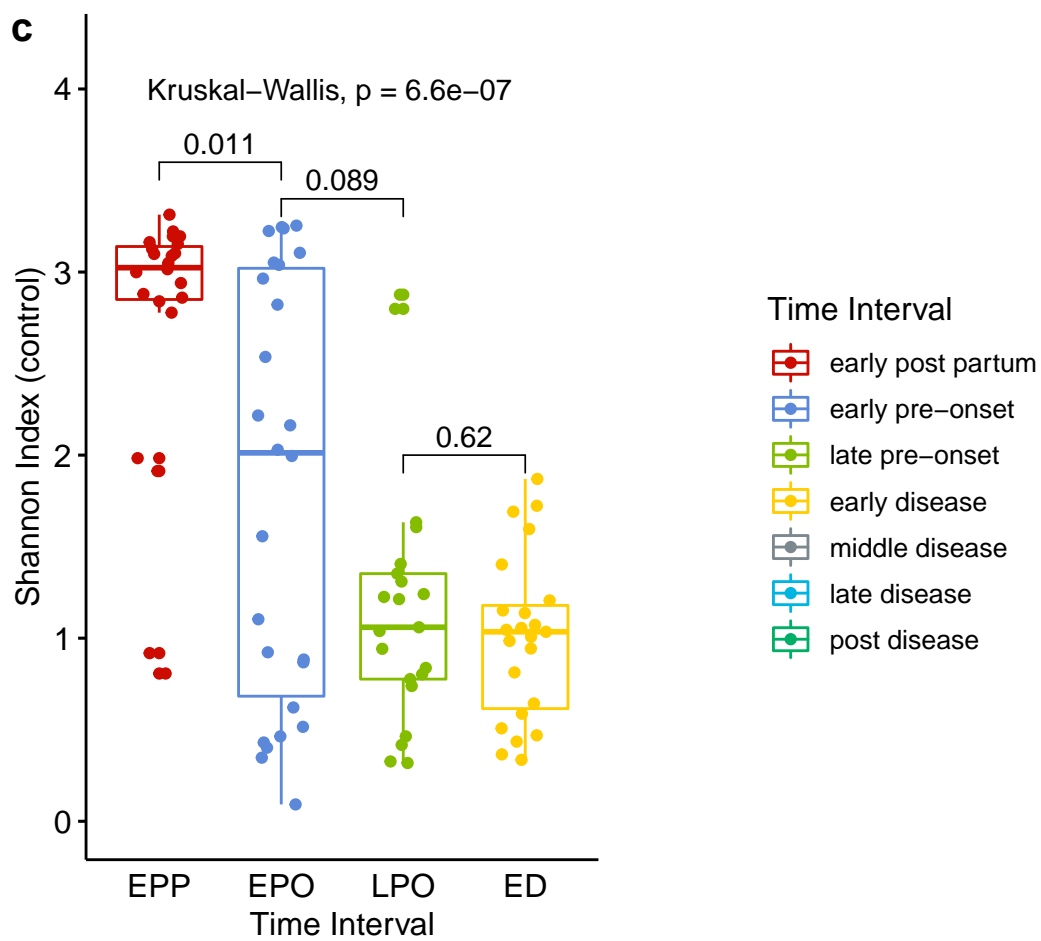 c
Kruskal−Wallis, p = 6.6e−07
0.011
0.089
0.62
Shannon Index (control)
4
3
2
1
0
EPP EPO LPO ED
Time Interval
Time Interval
early post partum
early pre−onset
late pre−onset
early disease
middle disease
late disease
post disease